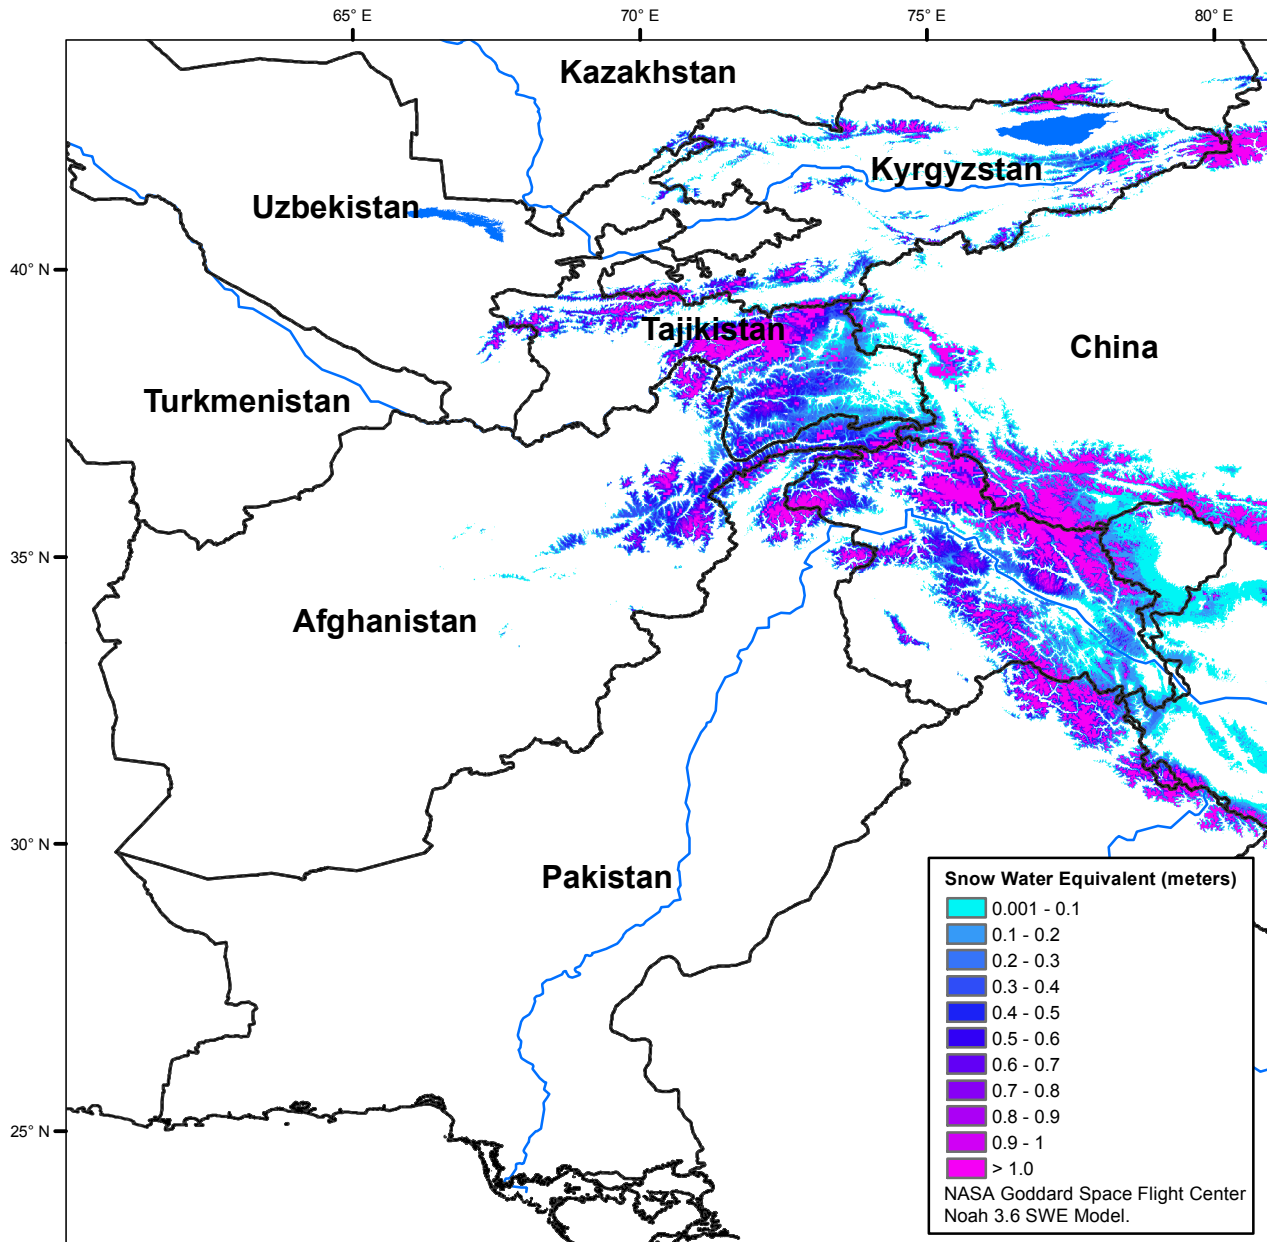 65° E
70° E
75° E
80° E
Kazakhstan
Kyrgyzstan
Uzbekistan
40° N
Tajikistan
China
Turkmenistan
35° N
Afghanistan
30° N
Pakistan
Snow Water Equivalent (meters)
0.001 - 0.1
0.1 - 0.2
0.2 - 0.3
0.3 - 0.4
0.4 - 0.5
0.5 - 0.6
0.6 - 0.7
0.7 - 0.8
0.8 - 0.9
0.9 - 1
> 1.0
NASA Goddard Space Flight Center
Noah 3.6 SWE Model.
25° N